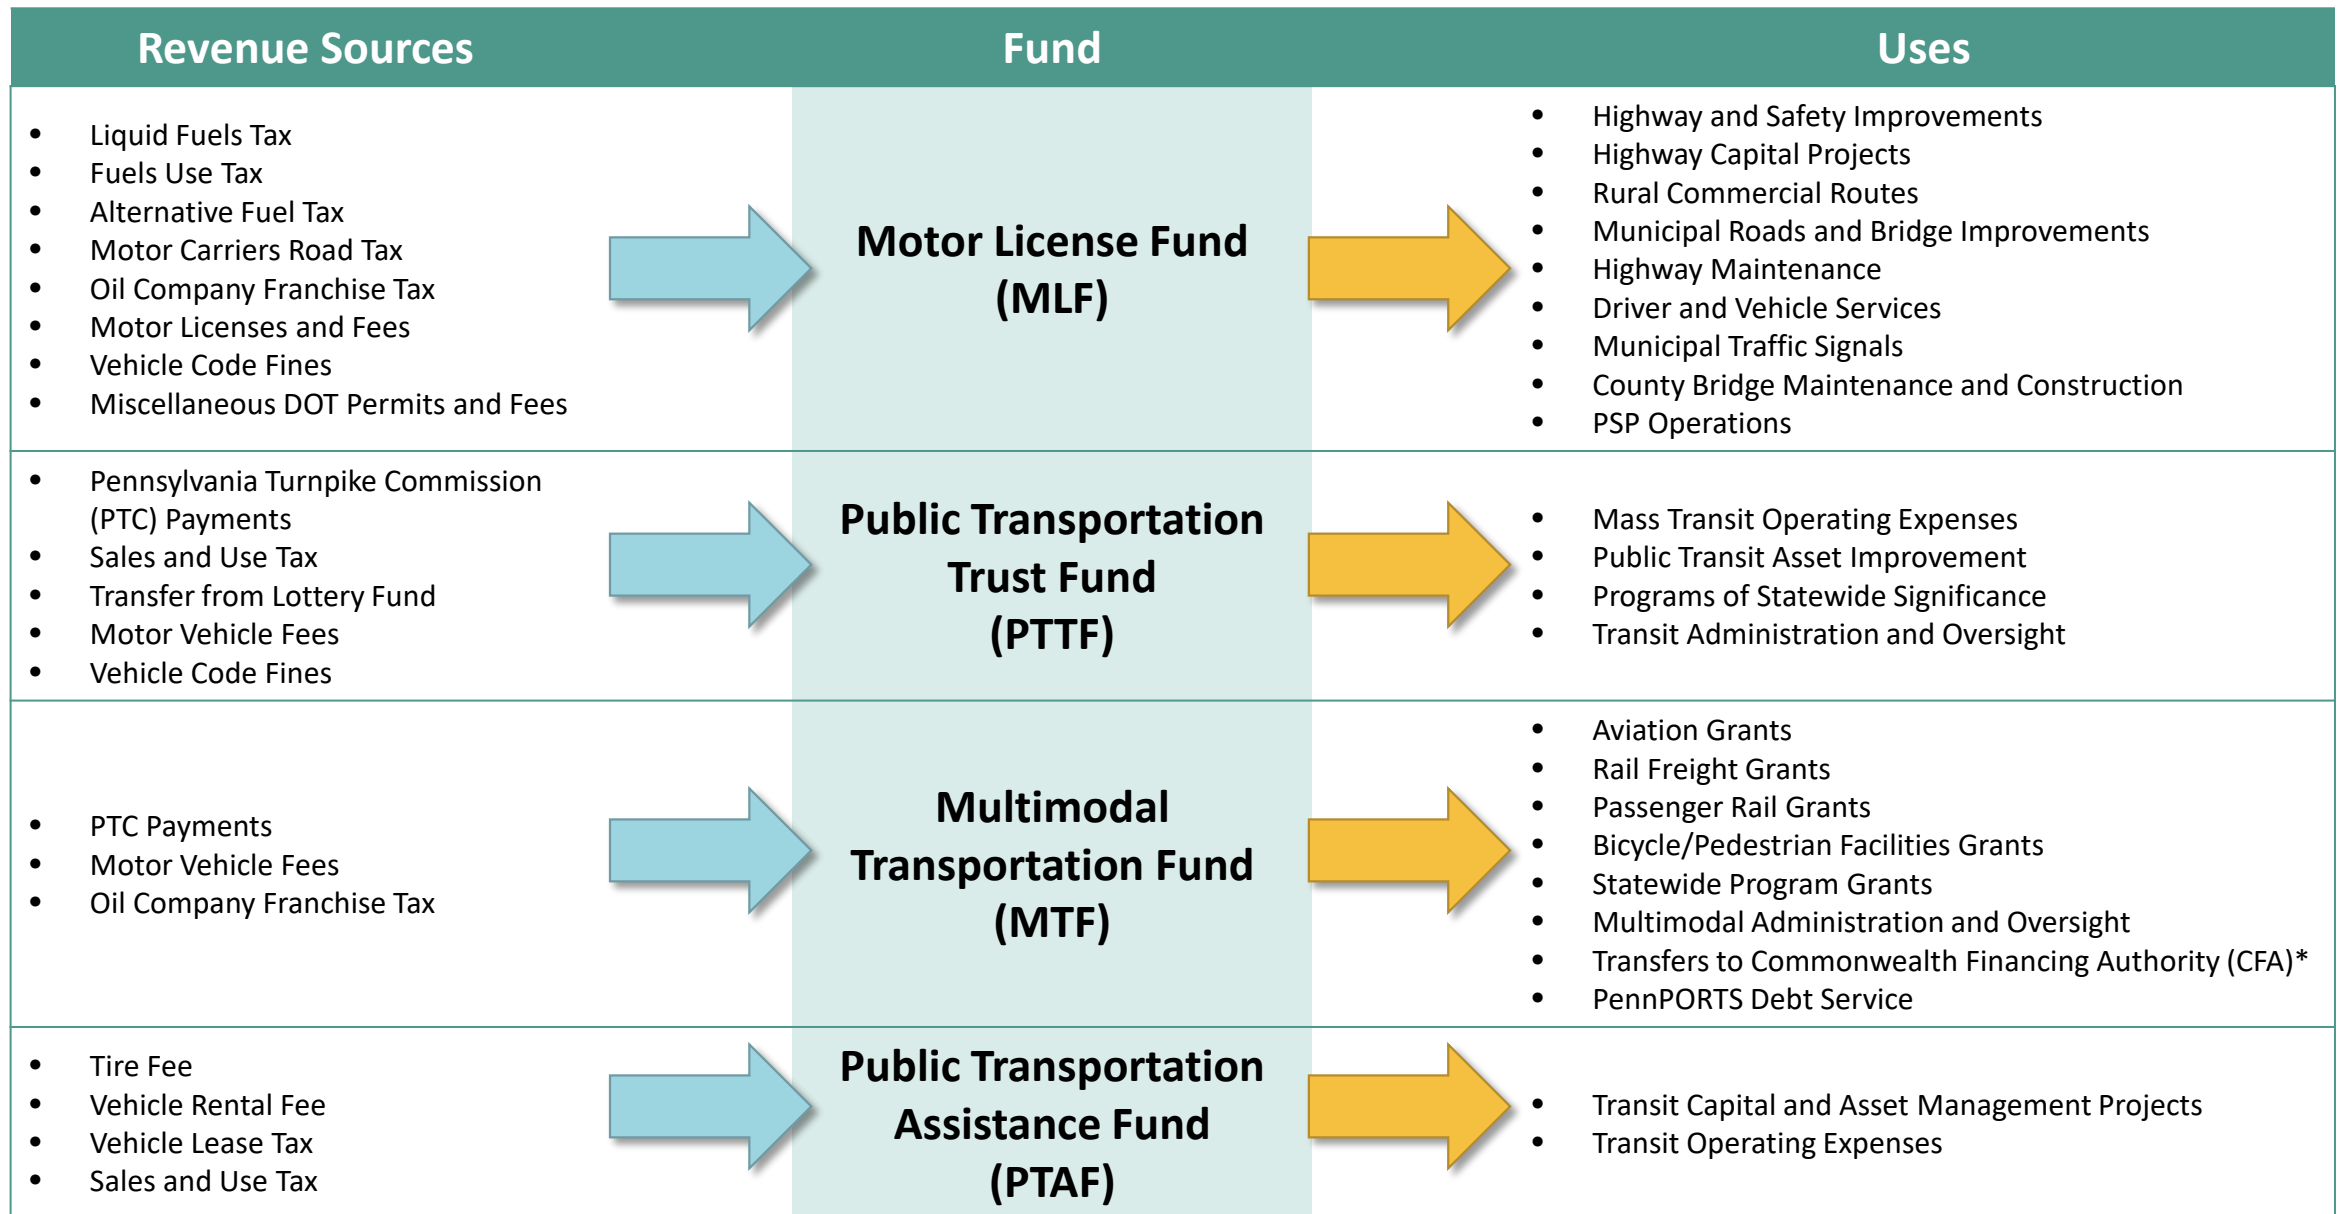 Revenue Sources
Fund
Uses
• Liquid Fuels Tax
• Fuels Use Tax
• Alternative Fuel Tax
• Motor Carriers Road Tax
• Oil Company Franchise Tax
• Motor Licenses and Fees
• Vehicle Code Fines
• Miscellaneous DOT Permits and Fees
Motor License Fund
(MLF)
• Highway and Safety Improvements
• Highway Capital Projects
• Rural Commercial Routes
• Municipal Roads and Bridge Improvements
• Highway Maintenance
• Driver and Vehicle Services
• Municipal Traffic Signals
• County Bridge Maintenance and Construction
• PSP Operations
• Pennsylvania Turnpike Commission
(PTC) Payments
• Sales and Use Tax
• Transfer from Lottery Fund
• Motor Vehicle Fees
• Vehicle Code Fines
Public Transportation
Trust Fund
(PTTF)
• Mass Transit Operating Expenses
• Public Transit Asset Improvement
• Programs of Statewide Significance
• Transit Administration and Oversight
• PTC Payments
• Motor Vehicle Fees
• Oil Company Franchise Tax
Multimodal
Transportation Fund
(MTF)
• Aviation Grants
• Rail Freight Grants
• Passenger Rail Grants
• Bicycle/Pedestrian Facilities Grants
• Statewide Program Grants
• Multimodal Administration and Oversight
• Transfers to Commonwealth Financing Authority (CFA)*
• PennPORTS Debt Service
• Tire Fee
• Vehicle Rental Fee
• Vehicle Lease Tax
• Sales and Use Tax
Public Transportation
Assistance Fund
(PTAF)
• Transit Capital and Asset Management Projects
• Transit Operating Expenses